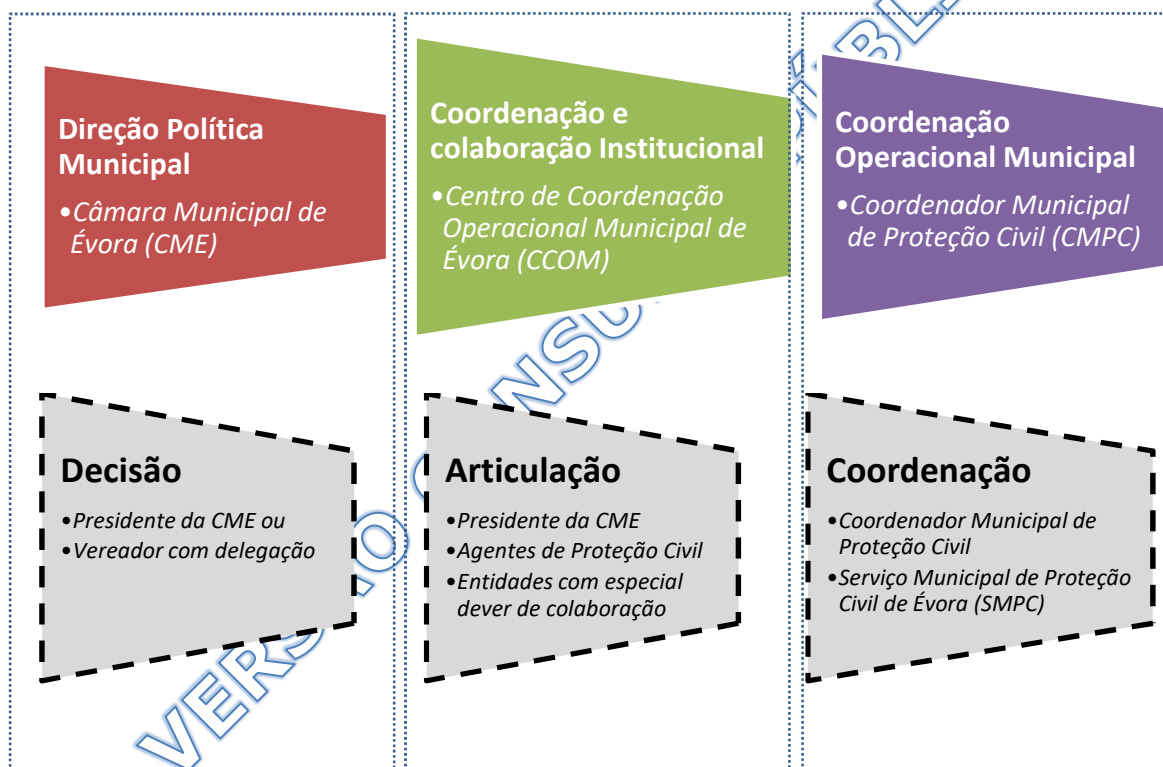 Direção Política
Municipal
•Câmara Municipal de
Évora (CME)
Decisão
•Presidente da CME ou
•Vereador com delegação
Coordenação e
colaboração Institucional
•Centro de Coordenação
Operacional Municipal de
Évora (CCOM)
Articulação
•Presidente da CME
•Agentes de Proteção Civil
•Entidades com especial
dever de colaboração
Coordenação
Operacional Municipal
•Coordenador Municipal
de Proteção Civil (CMPC)
Coordenação
•Coordenador Municipal de
Proteção Civil
•Serviço Municipal de Proteção
Civil de Évora (SMPC)